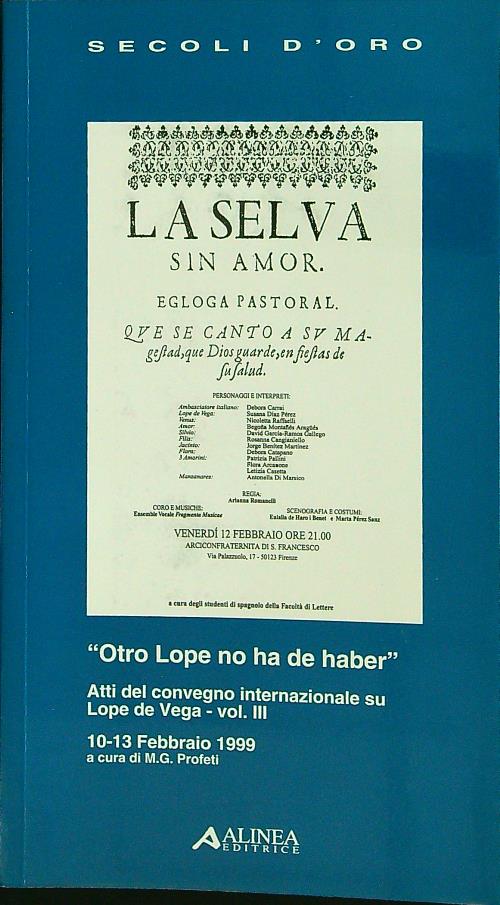 SECOLI D'ORO
LA SELVA
SIN AMOR.
EGLOGA PASTORAL.
QVE SE CANTO A SV MA-
gestad, que Dios guarde, en fiestas de
su salud.
PERSONAGGI E INTERPRETI:
Ambasciatore italiano: Debora Carrai
Lope de Vega: Susana Díaz Pérez
Venus: Nicoletta Raffaelli
Amor: Begoña Montañés Aragüés
Silvio: David García-Ramos Gallego
Filis: Rosanna Cangianiello
Jacinto: Jorge Benítez Martínez
Flora: Debora Catapano
3 Amorini: Patrizia Pallini
Flora Arcasone
Letizia Casetta
Manzanares: Antonella Di Marsico
REGIA:
Arianna Romanelli
CORO E MUSICHE:
Ensemble Vocale Fragmenta Musicae
SCENOGRAFIA E COSTUMI:
Eulalia de Haro i Benet e Marta Pérez Sanz
VENERDÍ 12 FEBBRAIO ORE 21.00
ARCICONFRATERNITA DI S. FRANCESCO
Via Palazzuolo, 17 - 50123 Firenze
a cura degli studenti di spagnolo della Facoltà di Lettere
"Otro Lope no ha de haber"
Atti del convegno internazionale su
Lope de Vega - vol. III
10-13 Febbraio 1999
a cura di M.G. Profeti
ALINEA
EDITRICE